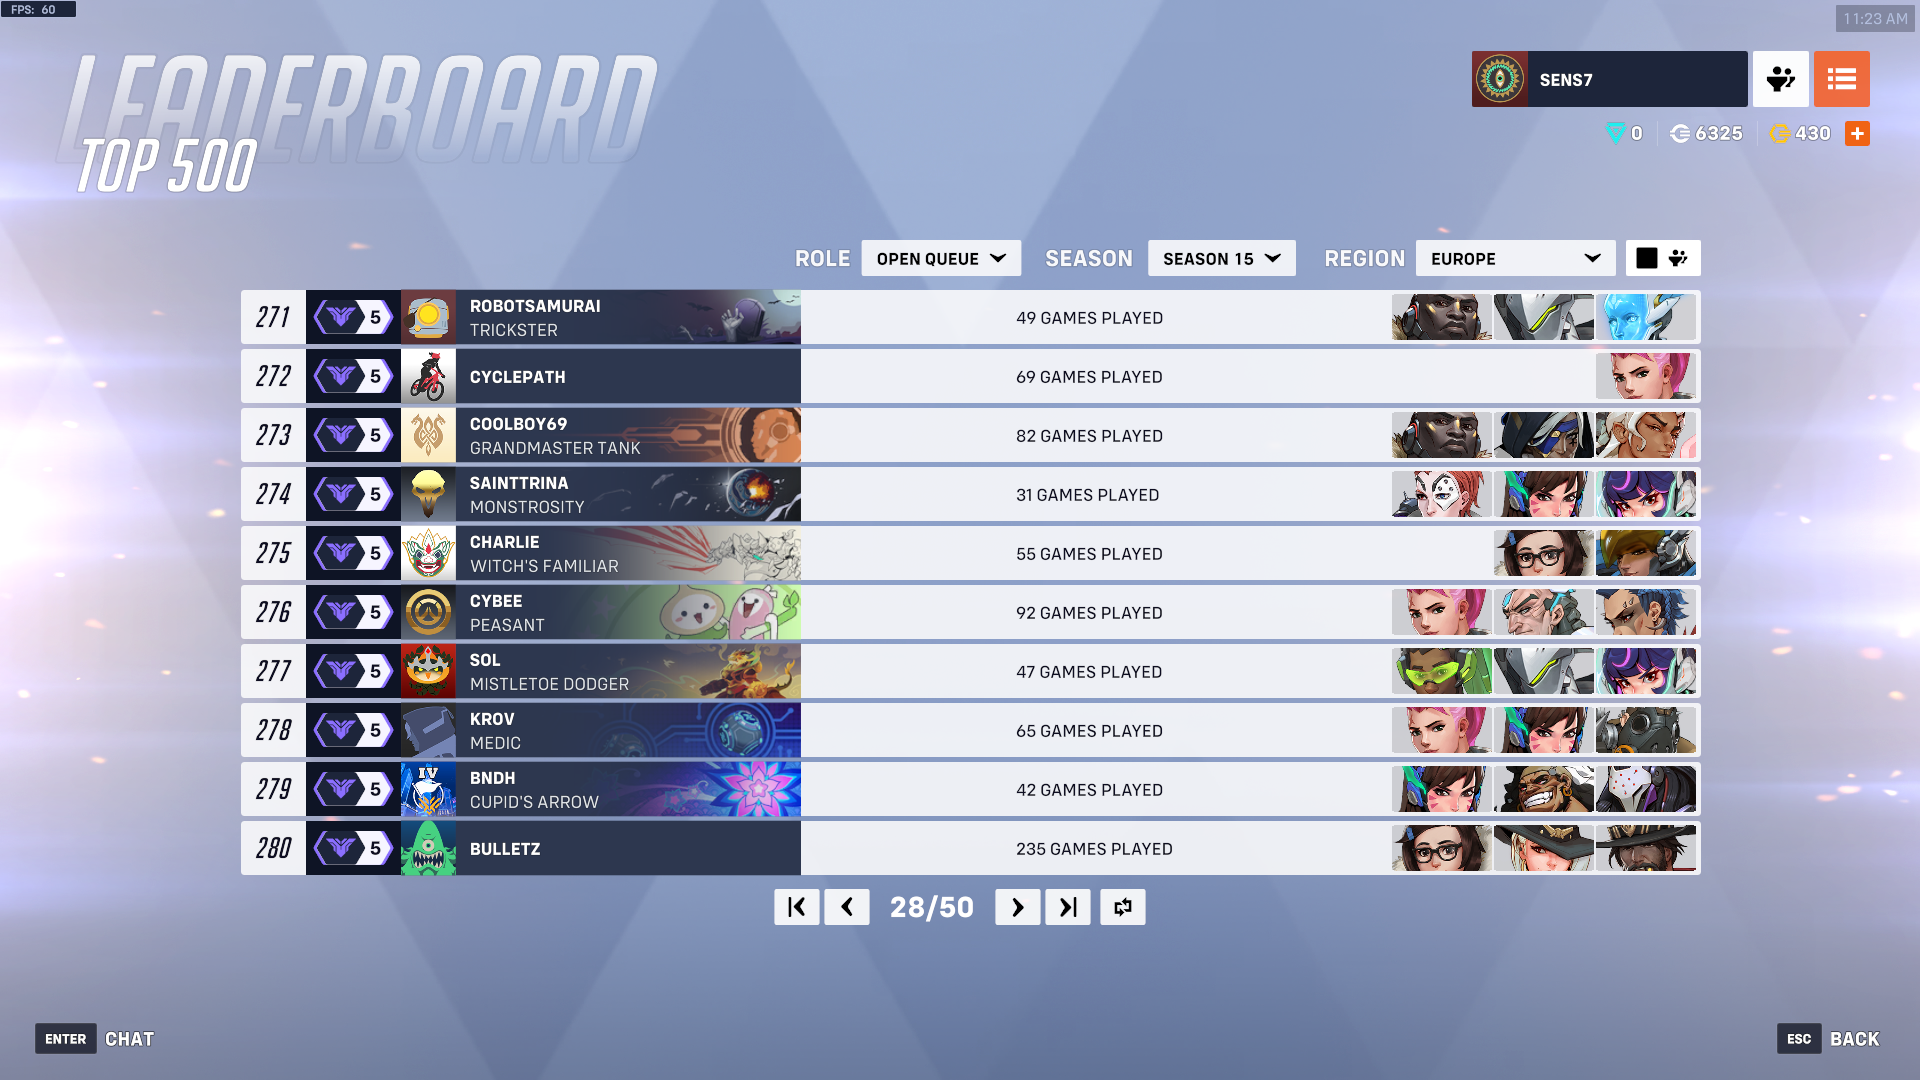 FPS: 60
11:23 AM
LEADERBOARD
TOP 500
SENS7
0 6325 430
ROLE OPEN QUEUE SEASON SEASON 15 REGION EUROPE
271 5 ROBOTSAMURAI
TRICKSTER
49 GAMES PLAYED
272 5 CYCLEPATH
69 GAMES PLAYED
273 5 COOLBOY69
GRANDMASTER TANK
82 GAMES PLAYED
274 5 SAINTTRINA
MONSTROSITY
31 GAMES PLAYED
275 5 CHARLIE
WITCH'S FAMILIAR
55 GAMES PLAYED
276 5 CYBEE
PEASANT
92 GAMES PLAYED
277 5 SOL
MISTLETOE DODGER
47 GAMES PLAYED
278 5 KROV
MEDIC
65 GAMES PLAYED
279 5 IV BNDH
CUPID'S ARROW
42 GAMES PLAYED
280 5 BULLETZ
235 GAMES PLAYED
28/50
ENTER CHAT
ESC BACK